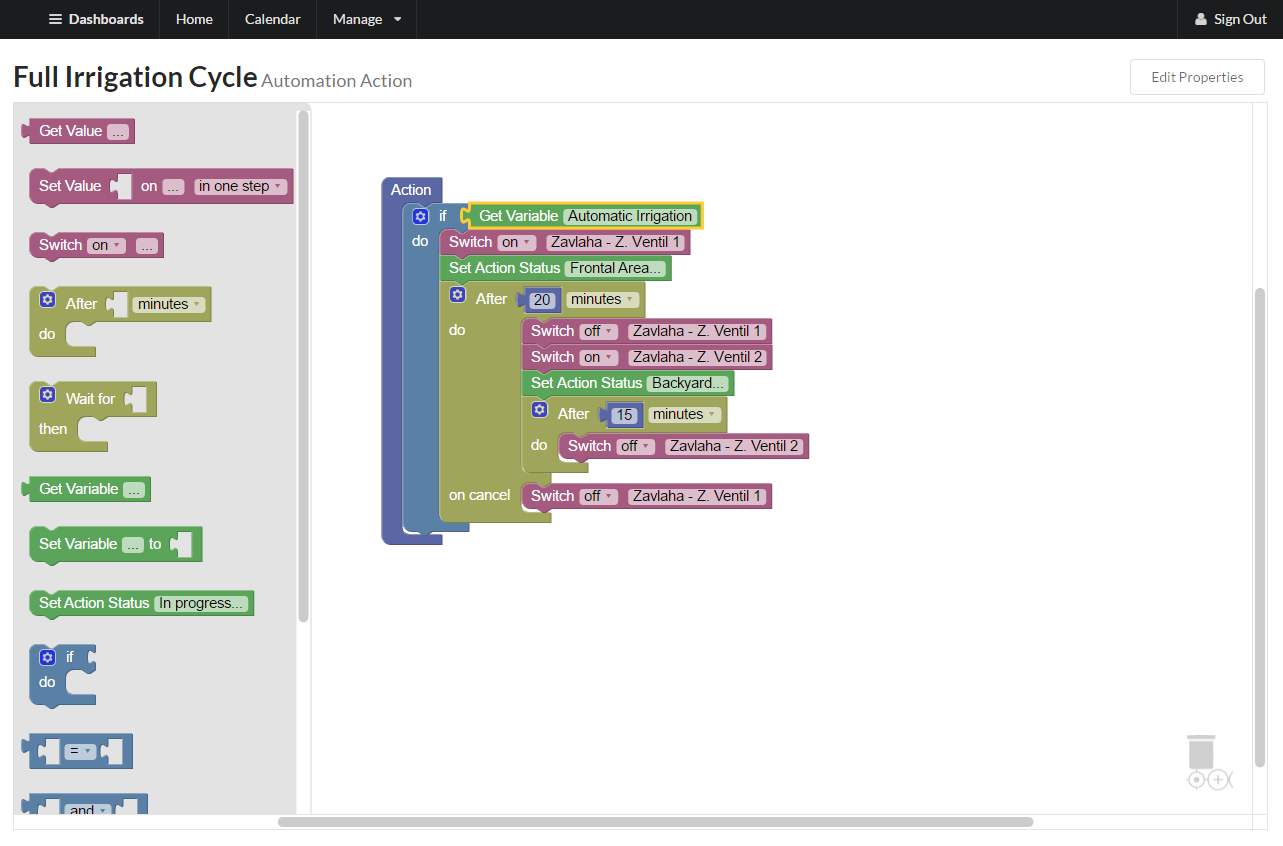 Dashboards Home Calendar Manage Sign Out
Full Irrigation Cycle Automation Action Edit Properties
Get Value ...
Set Value on ... in one step
Switch on ...
After minutes
do
Wait for
then
Get Variable ...
Set Variable ... to
Set Action Status In progress...
if
do
=
and
Action
if Get Variable Automatic Irrigation
do Switch on Zavlaha - Z. Ventil 1
Set Action Status Frontal Area...
After 20 minutes
do Switch off Zavlaha - Z. Ventil 1
Switch on Zavlaha - Z. Ventil 2
Set Action Status Backyard...
After 15 minutes
do Switch off Zavlaha - Z. Ventil 2
on cancel Switch off Zavlaha - Z. Ventil 1